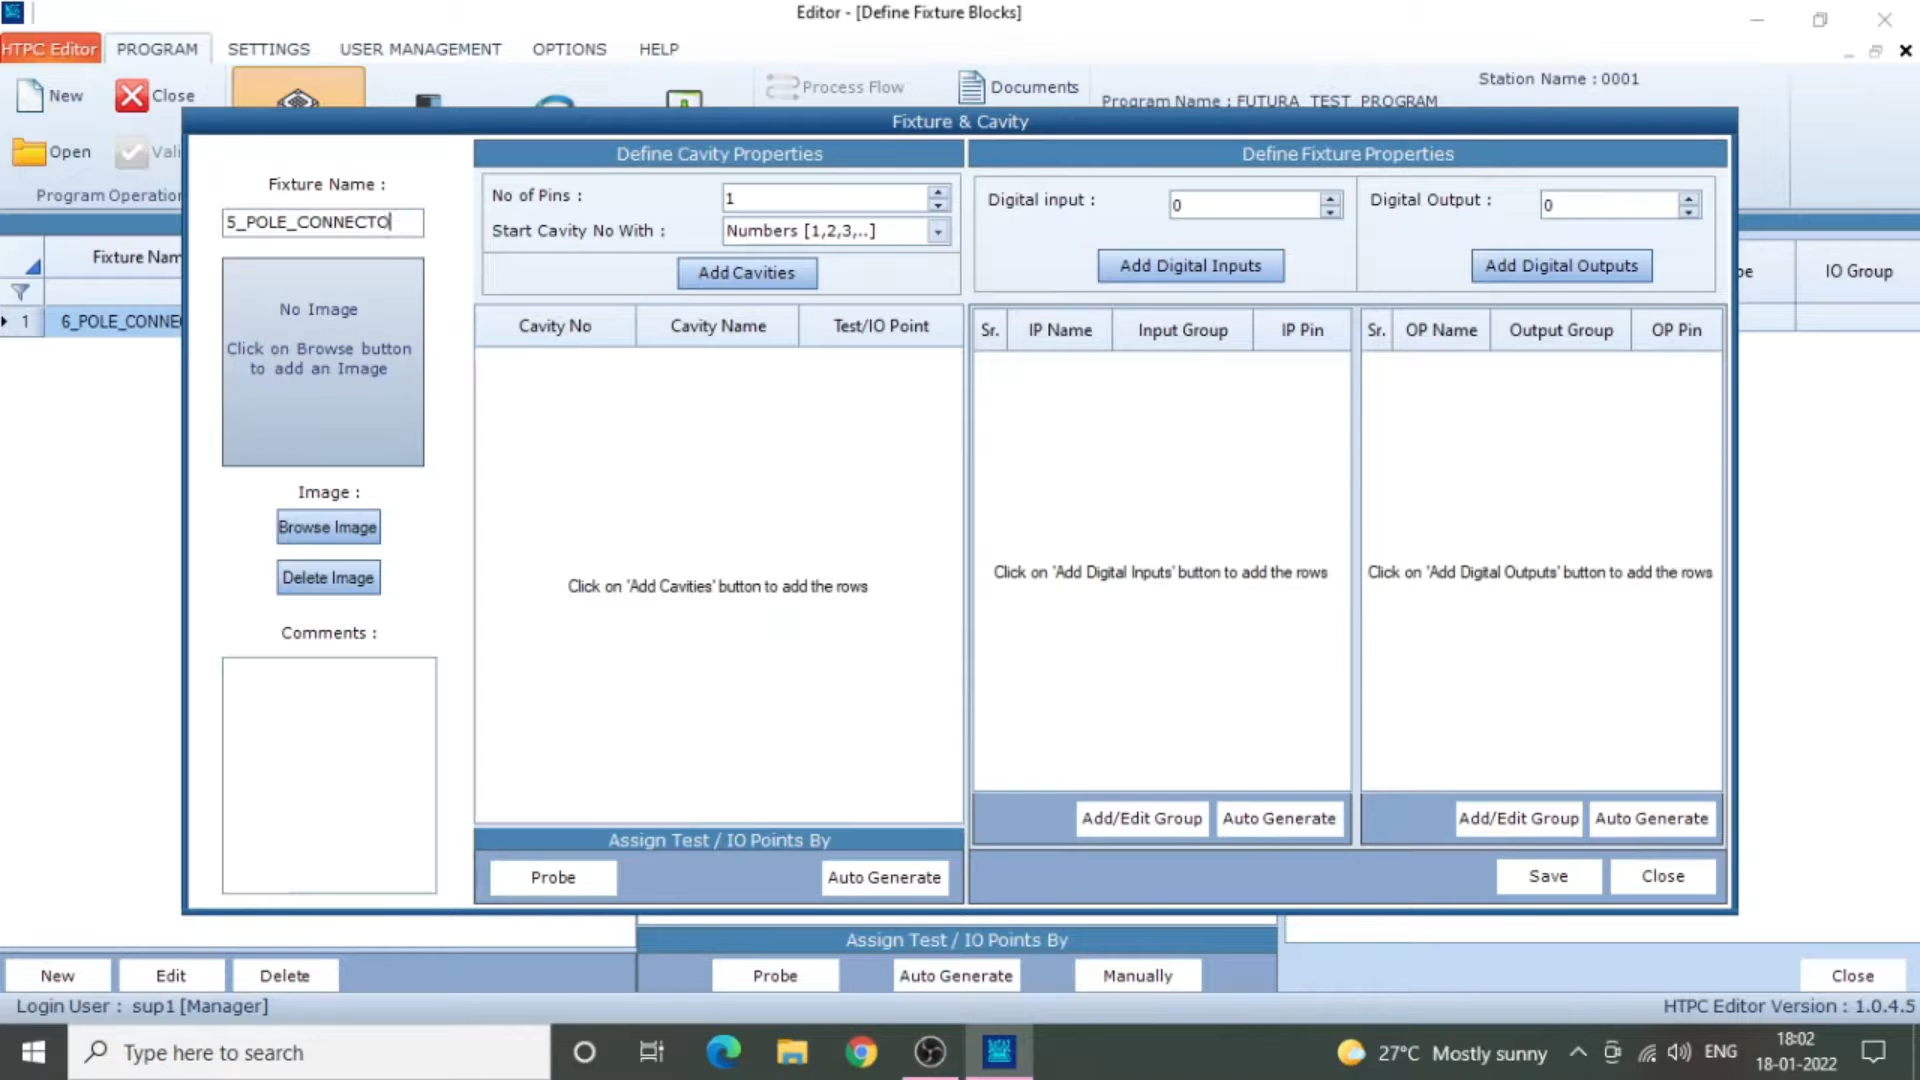 Editor - [Define Fixture Blocks]
HTPC Editor PROGRAM SETTINGS USER MANAGEMENT OPTIONS HELP
New Close Process Flow Documents Station Name : 0001
Program Name : FUTURA_TEST_PROGRAM
Open Vali
Program Operation
Fixture & Cavity
Fixture Name :
5_POLE_CONNECTO
No Image
Click on Browse button
to add an Image
Image :
Browse Image
Delete Image
Comments :
Define Cavity Properties
No of Pins : 1
Start Cavity No With : Numbers [1,2,3,..]
Add Cavities
Cavity No Cavity Name Test/IO Point
Click on 'Add Cavities' button to add the rows
Assign Test / IO Points By
Probe Auto Generate
Define Fixture Properties
Digital input : 0 Digital Output : 0
Add Digital Inputs Add Digital Outputs
Sr. IP Name Input Group IP Pin Sr. OP Name Output Group OP Pin
Click on 'Add Digital Inputs' button to add the rows Click on 'Add Digital Outputs' button to add the rows
Add/Edit Group Auto Generate Add/Edit Group Auto Generate
Save Close
Fixture Nam IO Group
1 6_POLE_CONNE
Assign Test / IO Points By
New Edit Delete Probe Auto Generate Manually Close
Login User : sup1 [Manager] HTPC Editor Version : 1.0.4.5
Type here to search 27°C Mostly sunny ENG 18:02
18-01-2022